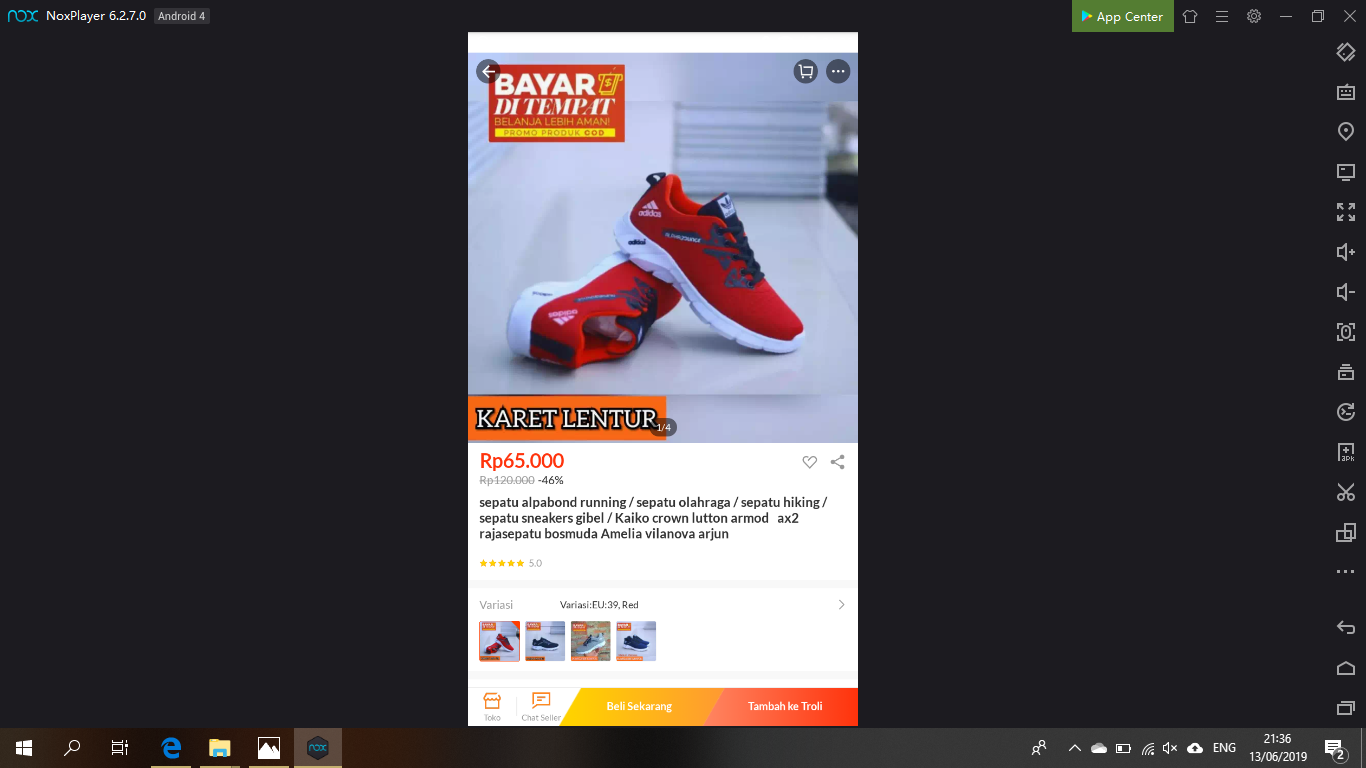 NoxPlayer 6.2.7.0
Android 4
App Center
BAYAR
DI TEMPAT
BELANJA LEBIH AMAN!
PROMO PRODUK COD
adidas
adidas
adidas
KARET LENTUR
1/4
Rp65.000
Rp120.000 -46%
sepatu alpabond running / sepatu olahraga / sepatu hiking /
sepatu sneakers gibel / Kaiko crown lutton armod ax2
rajasepatu bosmuda Amelia vilanova arjun
5.0
Variasi
Variasi:EU:39, Red
Toko
Chat Seller
Beli Sekarang
Tambah ke Troli
nox
ENG
21:36
13/06/2019
2